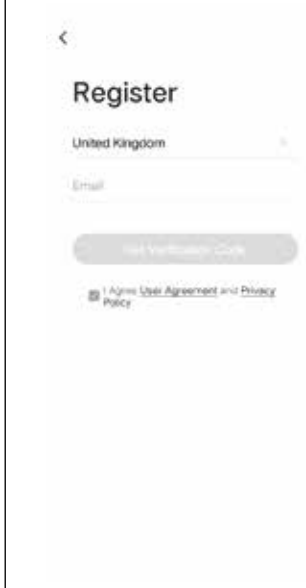 Register
United Kingdom
Email
Get Verification Code
I Agree User Agreement and Privacy
Policy